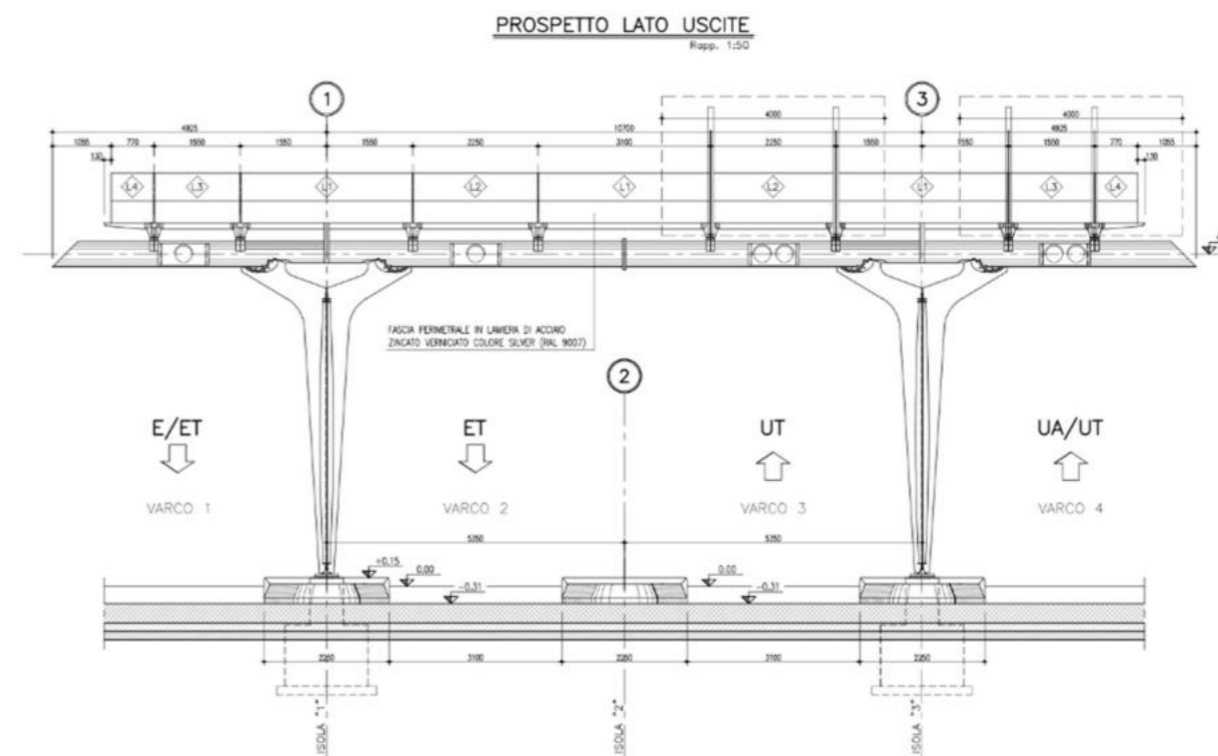 PROSPETTO LATO USCITE
Rapp. 1:50
1
3
4000
4000
4925
10700
4925
1055
770
1550
1550
1550
2250
3100
2250
1550
1550
1550
770
1055
130
130
L4
L3
L1
L2
L1
L2
L1
L3
L4
FASCIA PERIMETRALE IN LAMIERA DI ACCIAIO
ZINCATO VERNICIATO COLORE SILVER (RAL 9007)
2
E/ET
ET
UT
UA/UT
VARCO 1
VARCO 2
VARCO 3
VARCO 4
5350
5350
+0.15
0.00
-0.31
0.00
-0.31
2250
3100
2250
3100
2250
ISOLA "1"
ISOLA "2"
ISOLA "3"